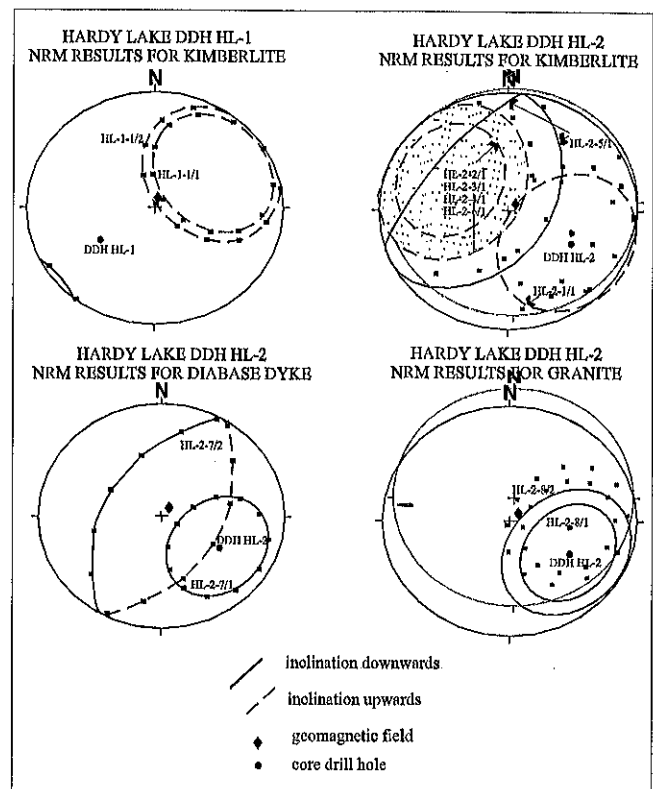 HARDY LAKE DDH HL-1
NRM RESULTS FOR KIMBERLITE
N
HL-1-1/2
HL-1-1/1
DDH HL-1
HARDY LAKE DDH HL-2
NRM RESULTS FOR KIMBERLITE
N
HL-2-5/1
HL-2-2/1
HL-2-3/1
DDH HL-2
HL-2-1/1
HARDY LAKE DDH HL-2
NRM RESULTS FOR DIABASE DYKE
N
HL-2-7/2
DDH HL-2
HL-2-7/1
HARDY LAKE DDH HL-2
NRM RESULTS FOR GRANITE
N
HL-2-8/2
HL-2-8/1
DDH HL-2
inclination downwards
inclination upwards
geomagnetic field
core drill hole